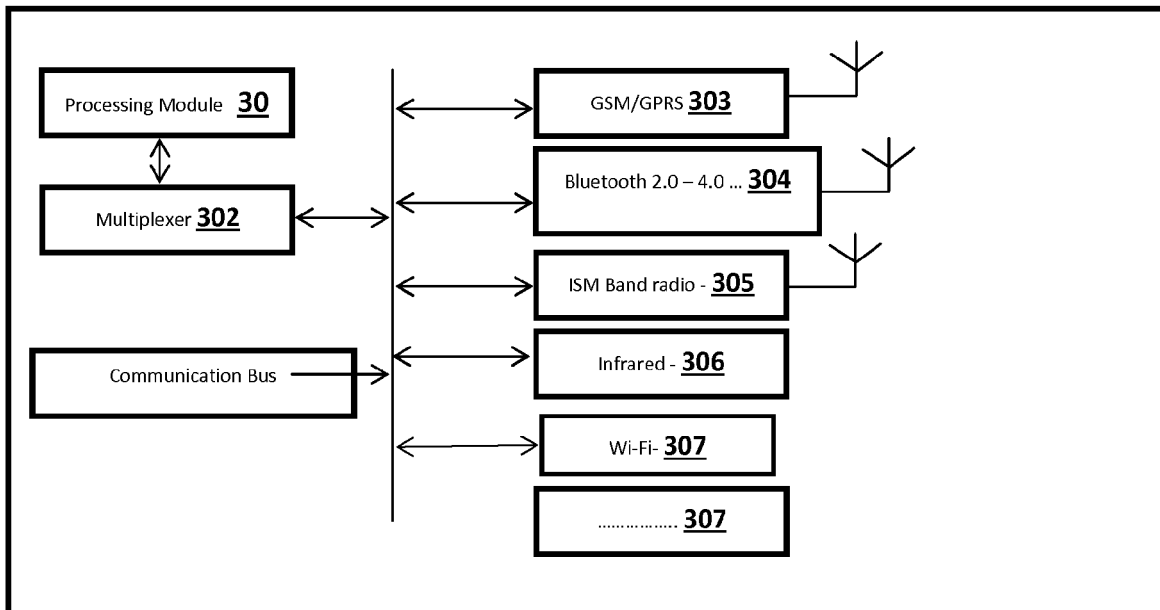 Processing Module 30
Multiplexer 302
Communication Bus
GSM/GPRS 303
Bluetooth 2.0 – 4.0 ... 304
ISM Band radio - 305
Infrared - 306
Wi-Fi- 307
................. 307